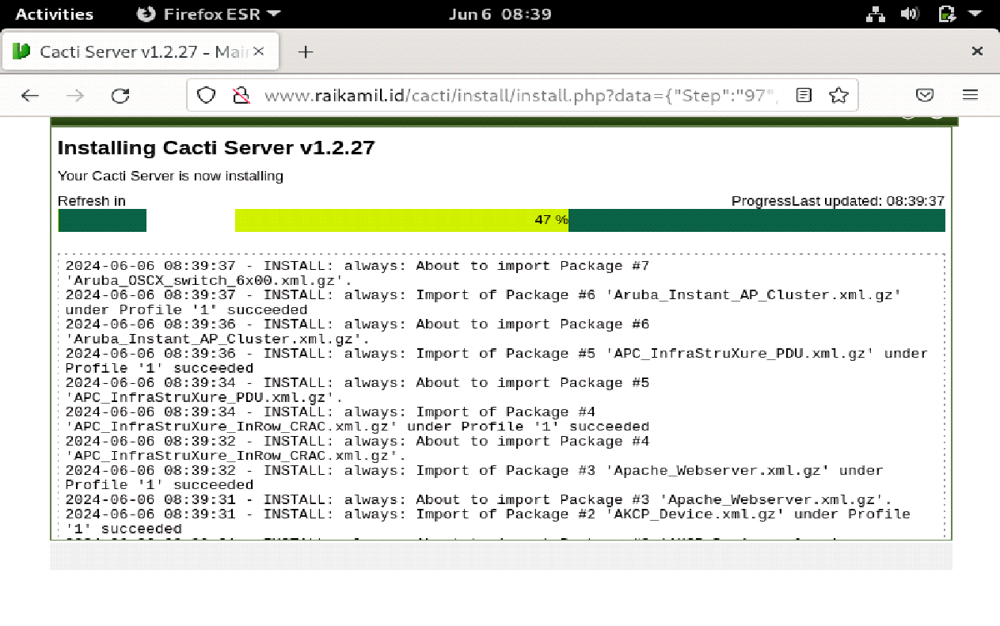 Activities
Firefox ESR
Jun 6 08:39
Cacti Server v1.2.27 - Mai
www.raikamil.id/cacti/install/install.php?data={"Step":"97",
Installing Cacti Server v1.2.27
Your Cacti Server is now installing
Refresh in
ProgressLast updated: 08:39:37
47 %
2024-06-06 08:39:37 - INSTALL: always: About to import Package #7
'Aruba_OSCX_switch_6x00.xml.gz'.
2024-06-06 08:39:37 - INSTALL: always: Import of Package #6 'Aruba_Instant_AP_Cluster.xml.gz'
under Profile '1' succeeded
2024-06-06 08:39:36 - INSTALL: always: About to import Package #6
'Aruba_Instant_AP_Cluster.xml.gz'.
2024-06-06 08:39:36 - INSTALL: always: Import of Package #5 'APC_InfraStruXure_PDU.xml.gz' under
Profile '1' succeeded
2024-06-06 08:39:34 - INSTALL: always: About to import Package #5
'APC_InfraStruXure_PDU.xml.gz'.
2024-06-06 08:39:34 - INSTALL: always: Import of Package #4
'APC_InfraStruXure_InRow_CRAC.xml.gz' under Profile '1' succeeded
2024-06-06 08:39:32 - INSTALL: always: About to import Package #4
'APC_InfraStruXure_InRow_CRAC.xml.gz'.
2024-06-06 08:39:32 - INSTALL: always: Import of Package #3 'Apache_Webserver.xml.gz' under
Profile '1' succeeded
2024-06-06 08:39:31 - INSTALL: always: About to import Package #3 'Apache_Webserver.xml.gz'.
2024-06-06 08:39:31 - INSTALL: always: Import of Package #2 'AKCP_Device.xml.gz' under Profile
'1' succeeded